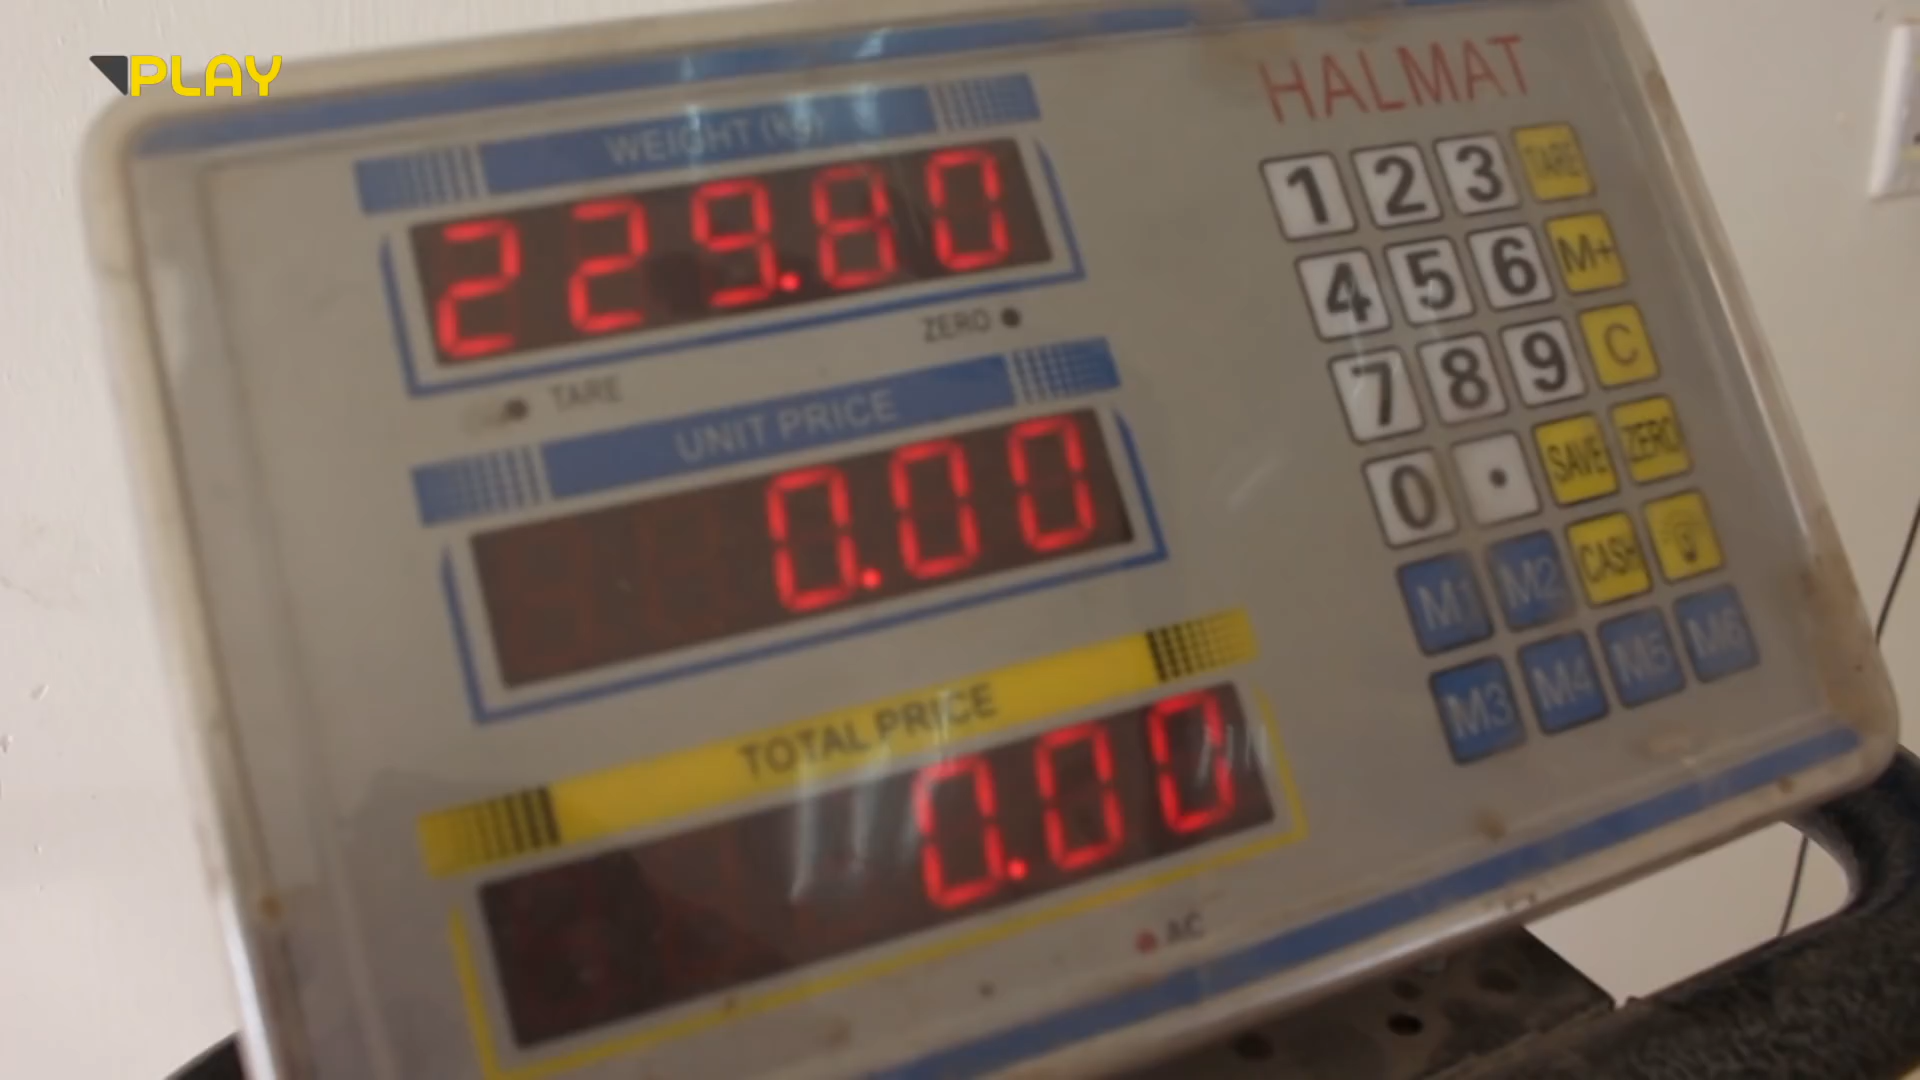 PLAY
HALMAT
WEIGHT (kg)
229.80
ZERO
TARE
UNIT PRICE
0.00
TOTAL PRICE
0.00
AC
1 2 3 TARE
4 5 6 M+
7 8 9 C
0 . SAVE ZERO
M1 M2 CASH
M3 M4 M5 M6